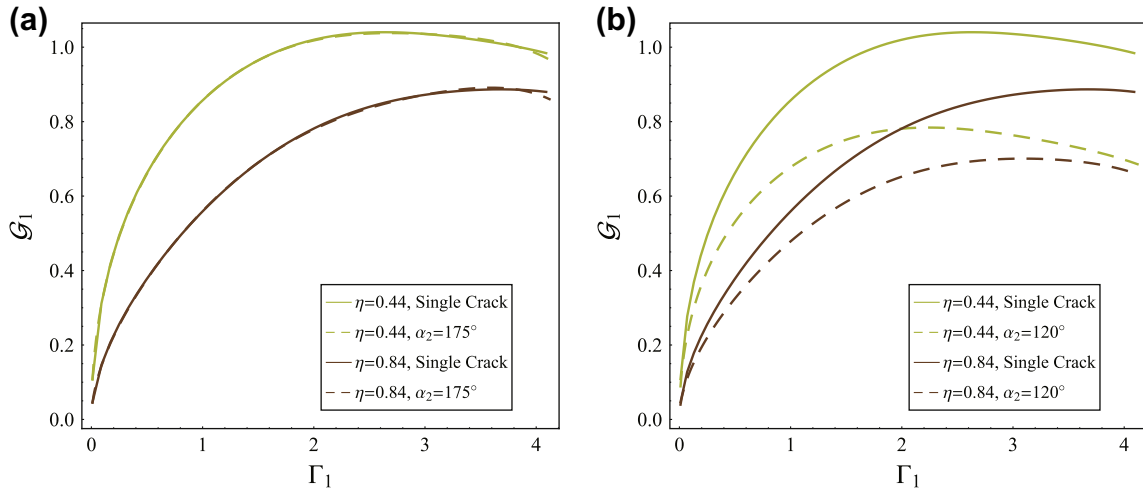 (a)
𝒢₁
1.0
0.8
0.6
0.4
0.2
0.0
η=0.44, Single Crack
η=0.44, α₂=175°
η=0.84, Single Crack
η=0.84, α₂=175°
0 1 2 3 4
Γ₁
(b)
𝒢₁
1.0
0.8
0.6
0.4
0.2
0.0
η=0.44, Single Crack
η=0.44, α₂=120°
η=0.84, Single Crack
η=0.84, α₂=120°
0 1 2 3 4
Γ₁